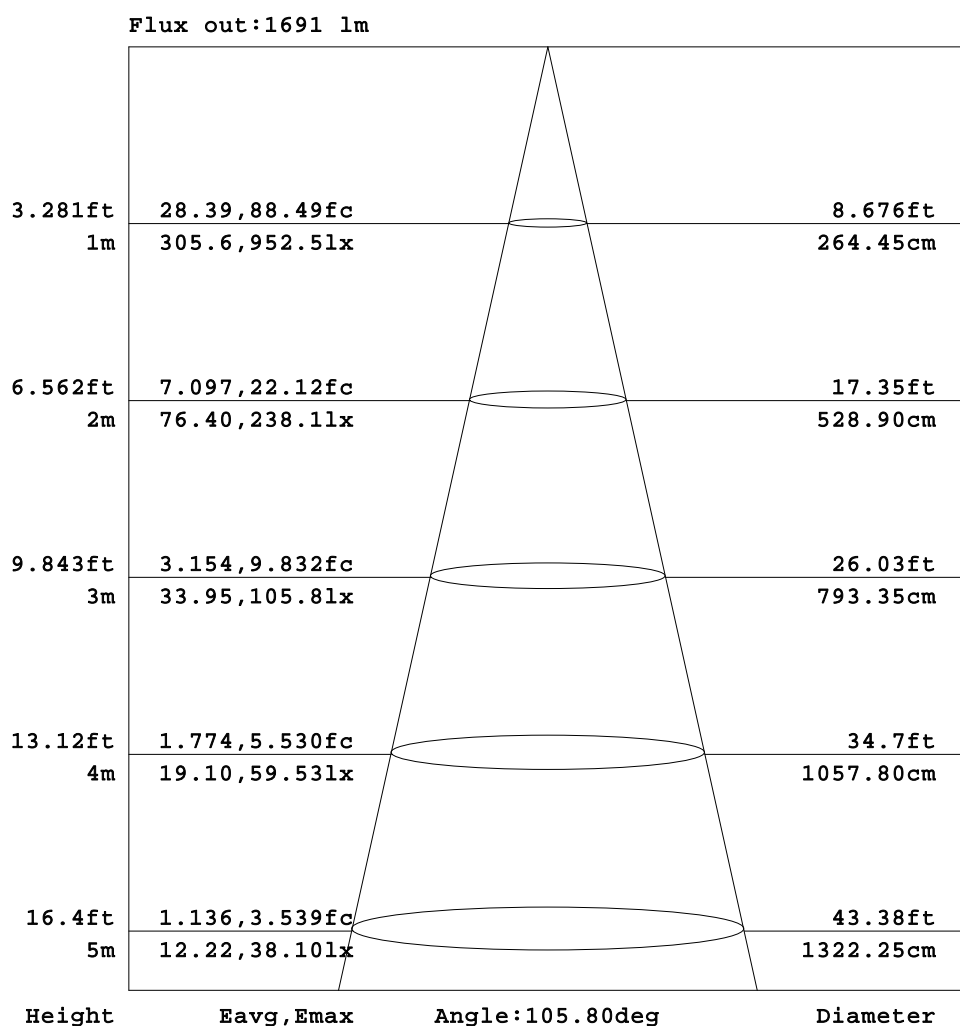 Flux out:1691 lm
3.281ft 28.39,88.49fc 8.676ft
1m 305.6,952.5lx 264.45cm
6.562ft 7.097,22.12fc 17.35ft
2m 76.40,238.1lx 528.90cm
9.843ft 3.154,9.832fc 26.03ft
3m 33.95,105.8lx 793.35cm
13.12ft 1.774,5.530fc 34.7ft
4m 19.10,59.53lx 1057.80cm
16.4ft 1.136,3.539fc 43.38ft
5m 12.22,38.10lx 1322.25cm
Height Eavg,Emax Angle:105.80deg Diameter